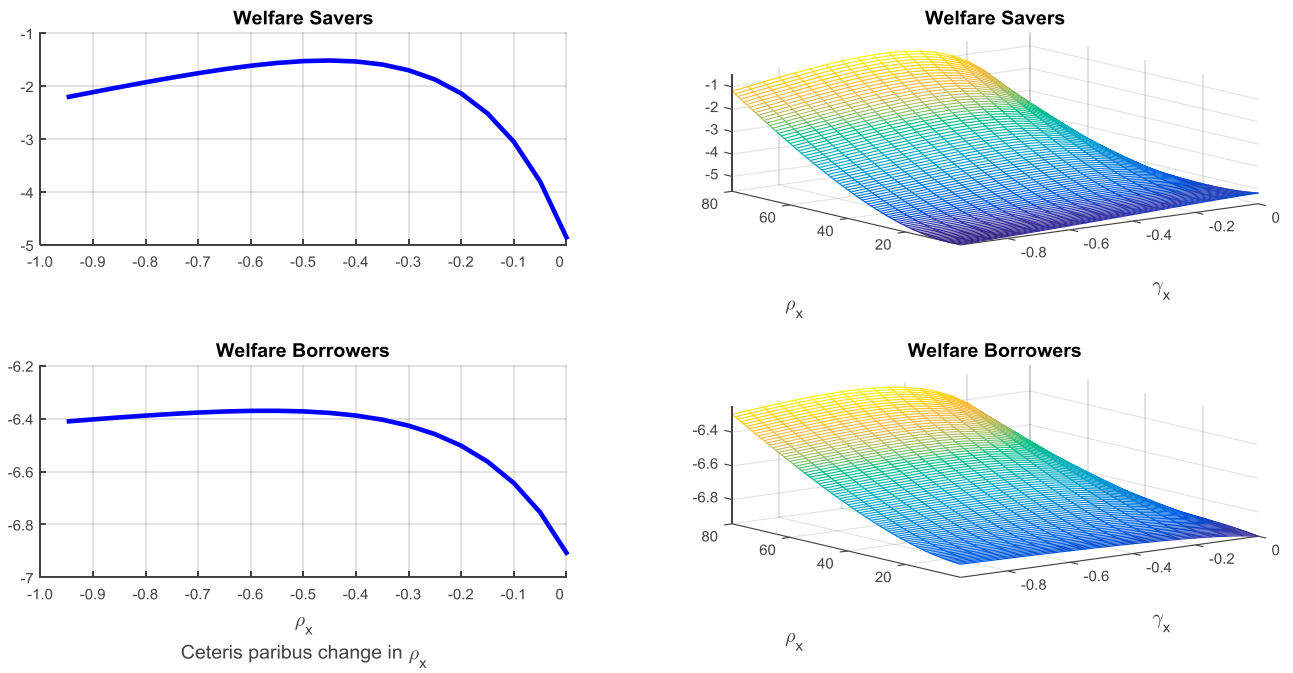 Welfare Savers
-1
-2
-3
-4
-5
-1.0 -0.9 -0.8 -0.7 -0.6 -0.5 -0.4 -0.3 -0.2 -0.1 0
Welfare Savers
-1
-2
-3
-4
-5
80 60 40 20
-0.8 -0.6 -0.4 -0.2 0
ρx
γx
Welfare Borrowers
-6.2
-6.4
-6.6
-6.8
-7
-1.0 -0.9 -0.8 -0.7 -0.6 -0.5 -0.4 -0.3 -0.2 -0.1 0
ρx
Ceteris paribus change in ρx
Welfare Borrowers
-6.4
-6.6
-6.8
80 60 40 20
-0.8 -0.6 -0.4 -0.2 0
ρx
γx